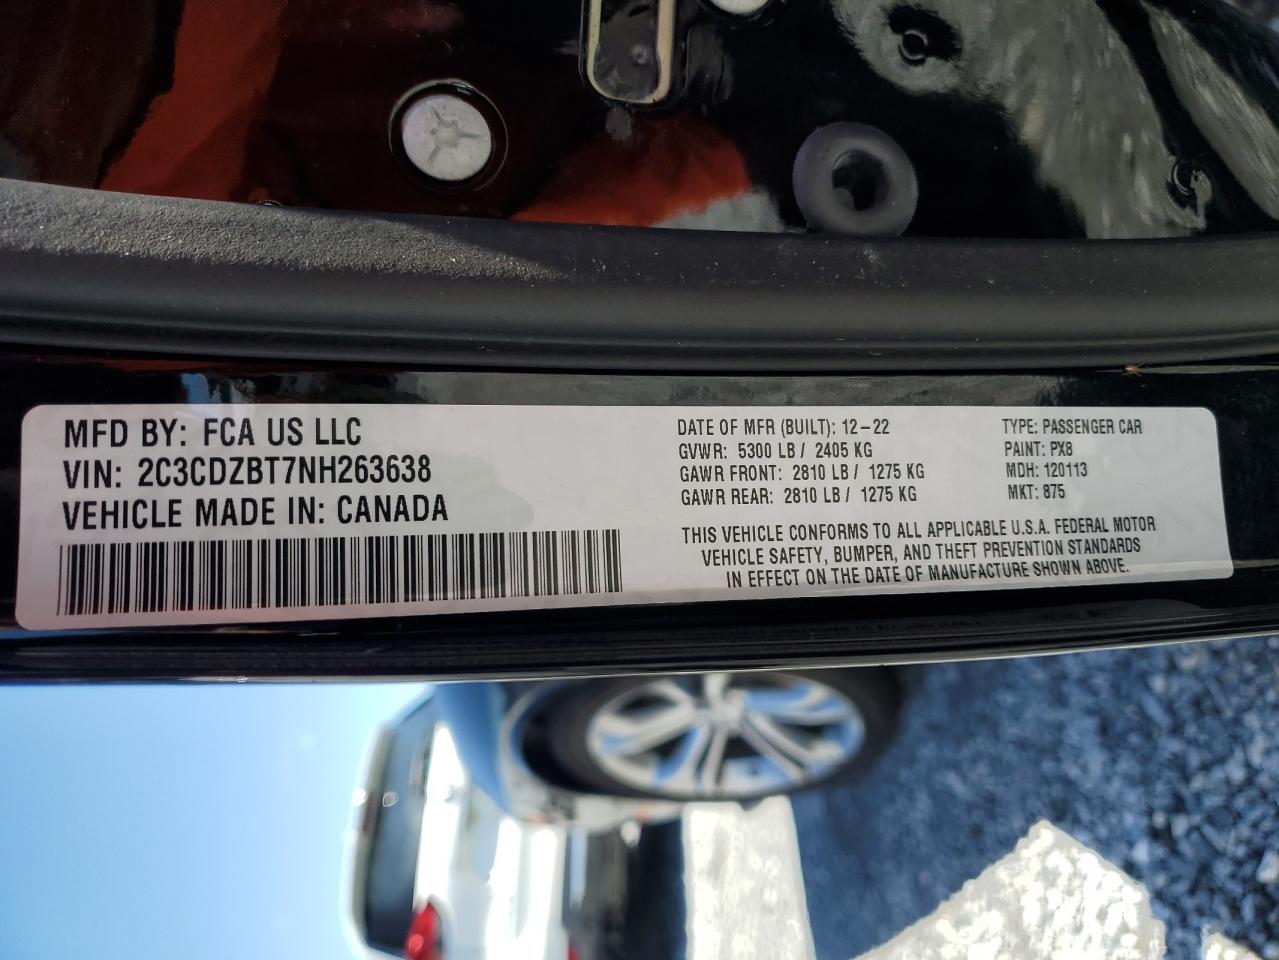 MFD BY: FCA US LLC
VIN: 2C3CDZBT7NH263638
VEHICLE MADE IN: CANADA
DATE OF MFR (BUILT): 12-22
GVWR: 5300 LB / 2405 KG
GAWR FRONT: 2810 LB / 1275 KG
GAWR REAR: 2810 LB / 1275 KG
TYPE: PASSENGER CAR
PAINT: PX8
MDH: 120113
MKT: 875
THIS VEHICLE CONFORMS TO ALL APPLICABLE U.S.A. FEDERAL MOTOR
VEHICLE SAFETY, BUMPER, AND THEFT PREVENTION STANDARDS
IN EFFECT ON THE DATE OF MANUFACTURE SHOWN ABOVE.